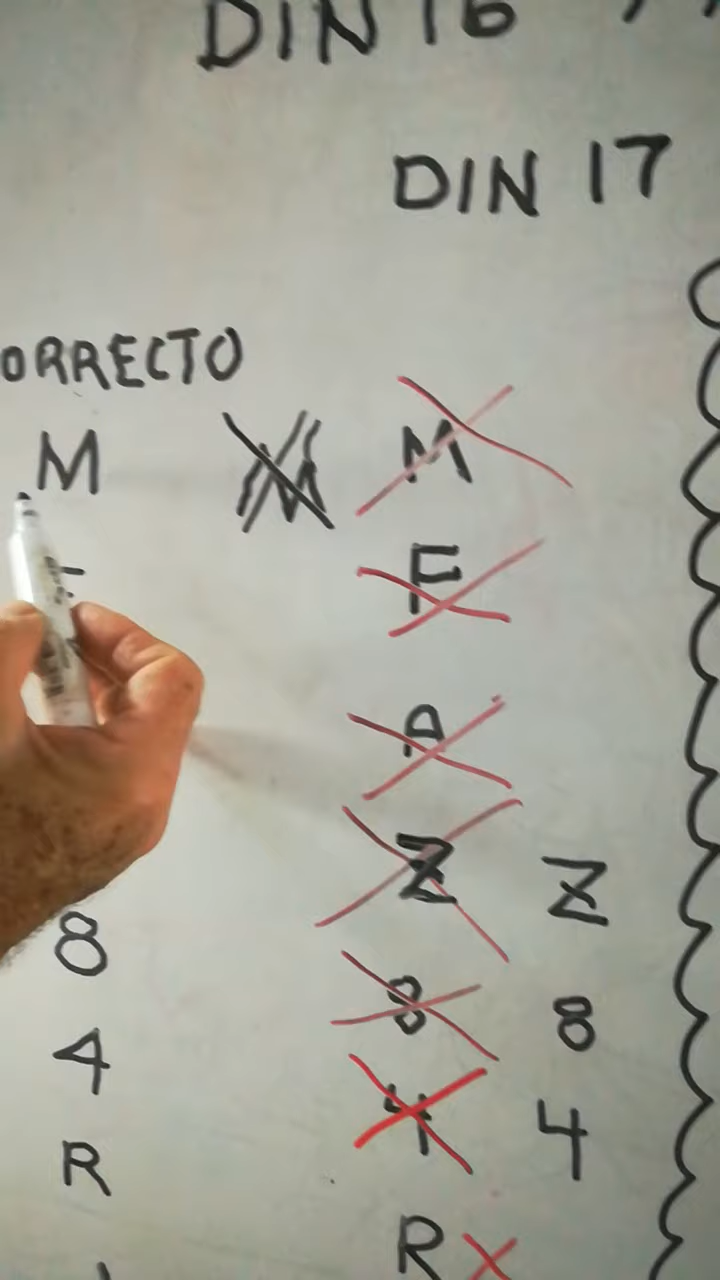 DIN 16
DIN 17
ORRECTO
M M M
F
A
Z Z
8 8 8
4 4 4
R R